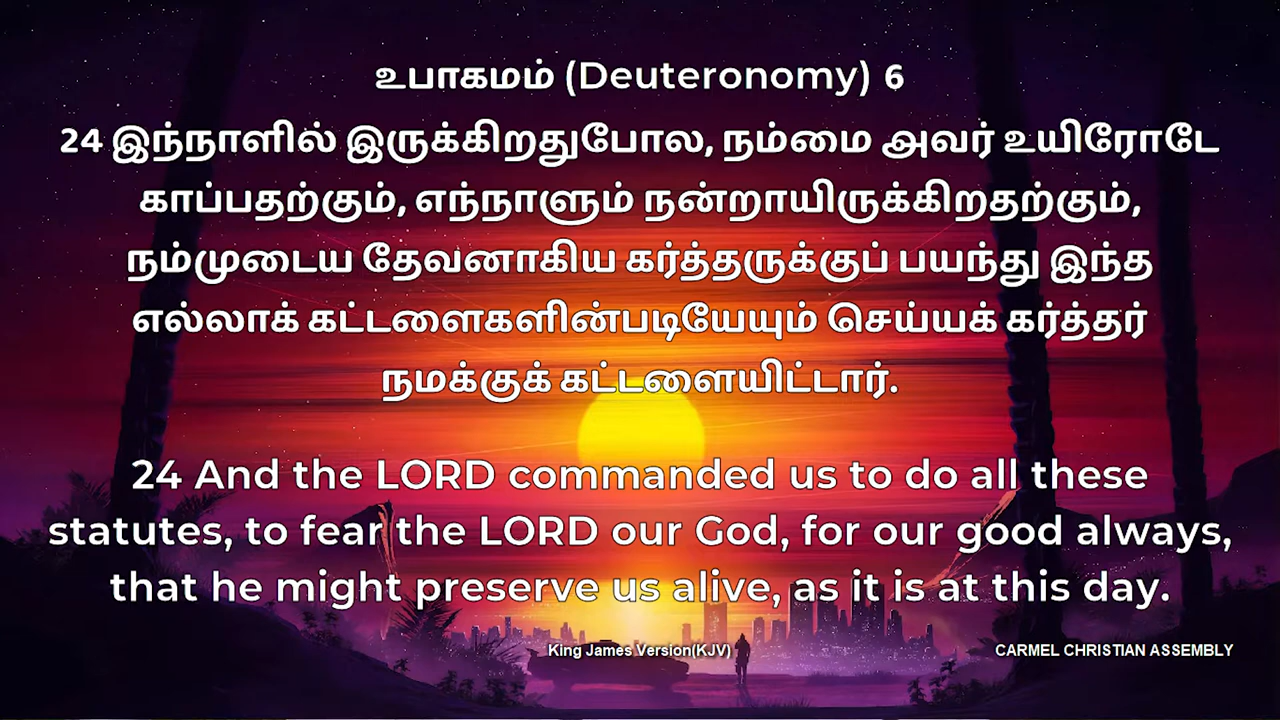 உபாகமம் (Deuteronomy) 6
24 இந்நாளில் இருக்கிறதுபோல, நம்மை அவர் உயிரோடே
காப்பதற்கும், எந்நாளும் நன்றாயிருக்கிறதற்கும்,
நம்முடைய தேவனாகிய கர்த்தருக்குப் பயந்து இந்த
எல்லாக் கட்டளைகளின்படியேயும் செய்யக் கர்த்தர்
நமக்குக் கட்டளையிட்டார்.
24 And the LORD commanded us to do all these
statutes, to fear the LORD our God, for our good always,
that he might preserve us alive, as it is at this day.
King James Version(KJV)
CARMEL CHRISTIAN ASSEMBLY